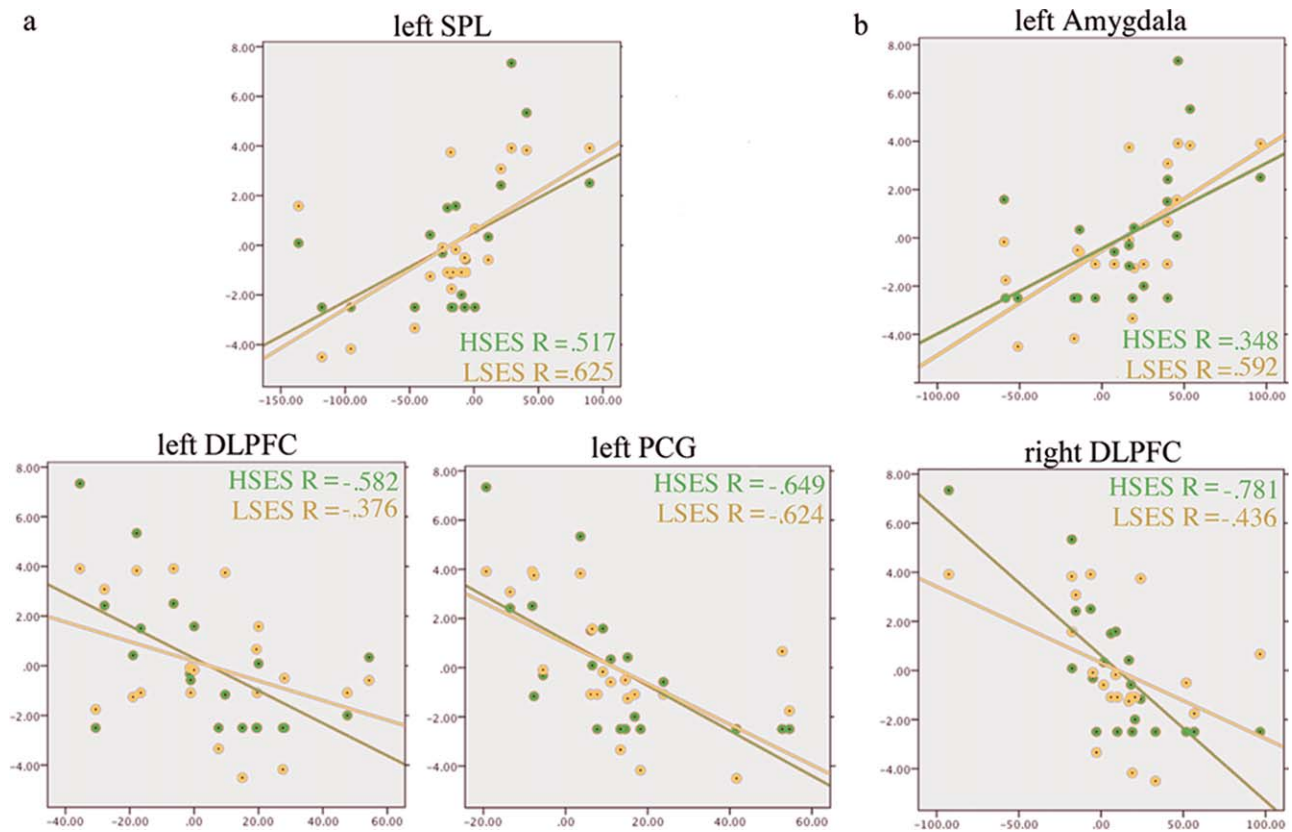 a
left SPL
8.00
6.00
4.00
2.00
.00
-2.00
-4.00
HSES R =.517
LSES R =.625
-150.00 -100.00 -50.00 .00 50.00 100.00
b
left Amygdala
8.00
6.00
4.00
2.00
.00
-2.00
-4.00
HSES R =.348
LSES R =.592
-100.00 -50.00 .00 50.00 100.00
left DLPFC
8.00
6.00
4.00
2.00
.00
-2.00
-4.00
HSES R =-.582
LSES R =-.376
-40.00 -20.00 .00 20.00 40.00 60.00
left PCG
8.00
6.00
4.00
2.00
.00
-2.00
-4.00
HSES R =-.649
LSES R =-.624
-20.00 .00 20.00 40.00 60.00
right DLPFC
8.00
6.00
4.00
2.00
.00
-2.00
-4.00
HSES R =-.781
LSES R =-.436
-100.00 -50.00 .00 50.00 100.00